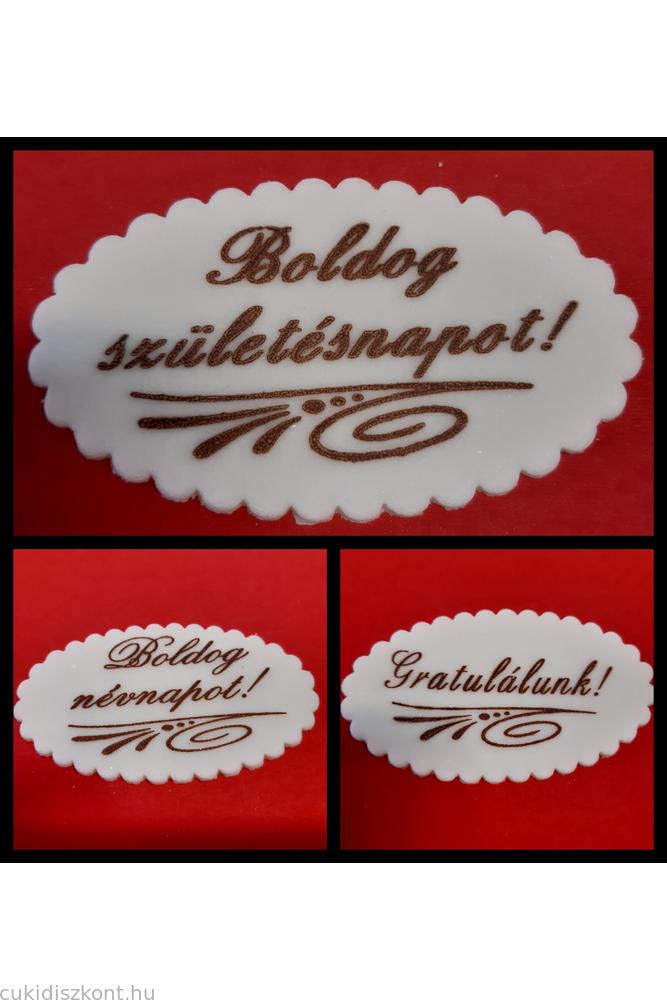 Boldog
születésnapot!
Boldog
névnapot!
Gratulálunk!
cukidiszkont.hu